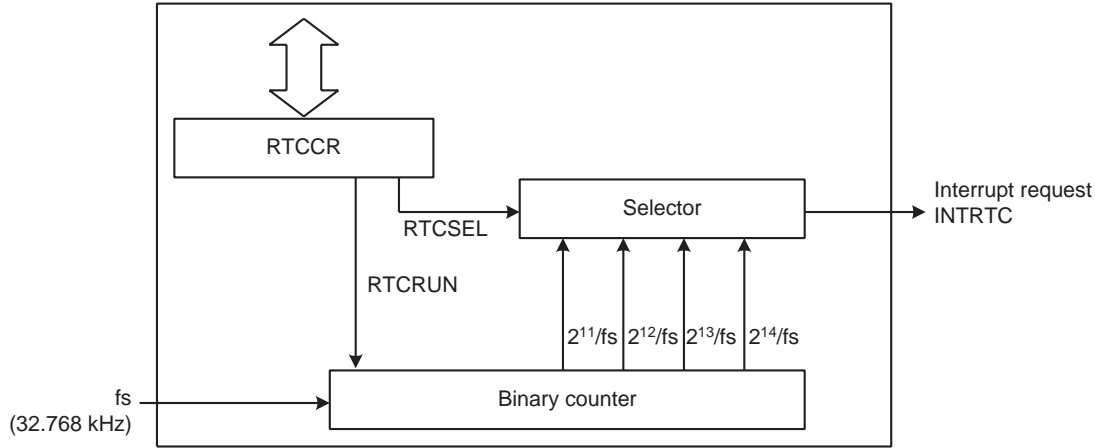 RTCCR
Interrupt request
INTRTC
Selector
RTCSEL
RTCRUN
2¹¹/fs 2¹²/fs 2¹³/fs 2¹⁴/fs
fs
(32.768 kHz)
Binary counter